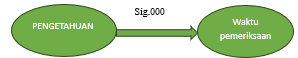 Sig.000
PENGETAHUAN
Waktu
pemeriksaan